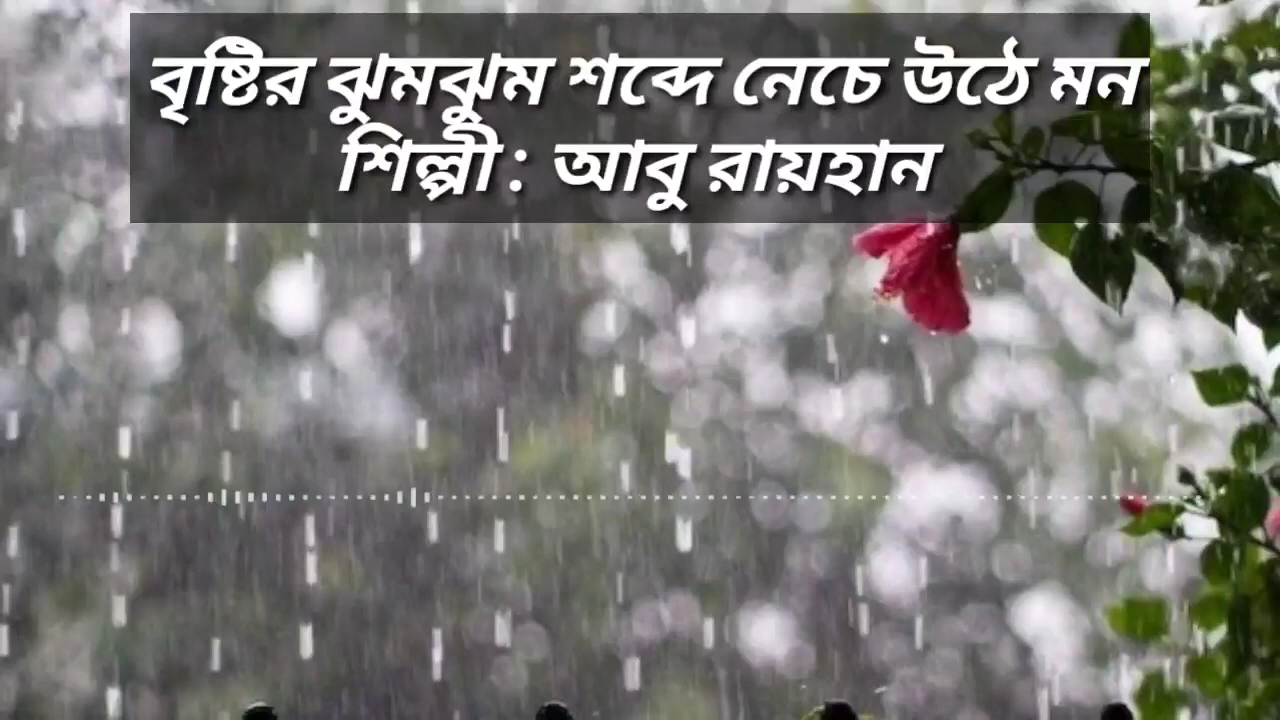 বৃষ্টির ঝুমঝুম শব্দে নেচে উঠে মন
শিল্পী : আবু রায়হান